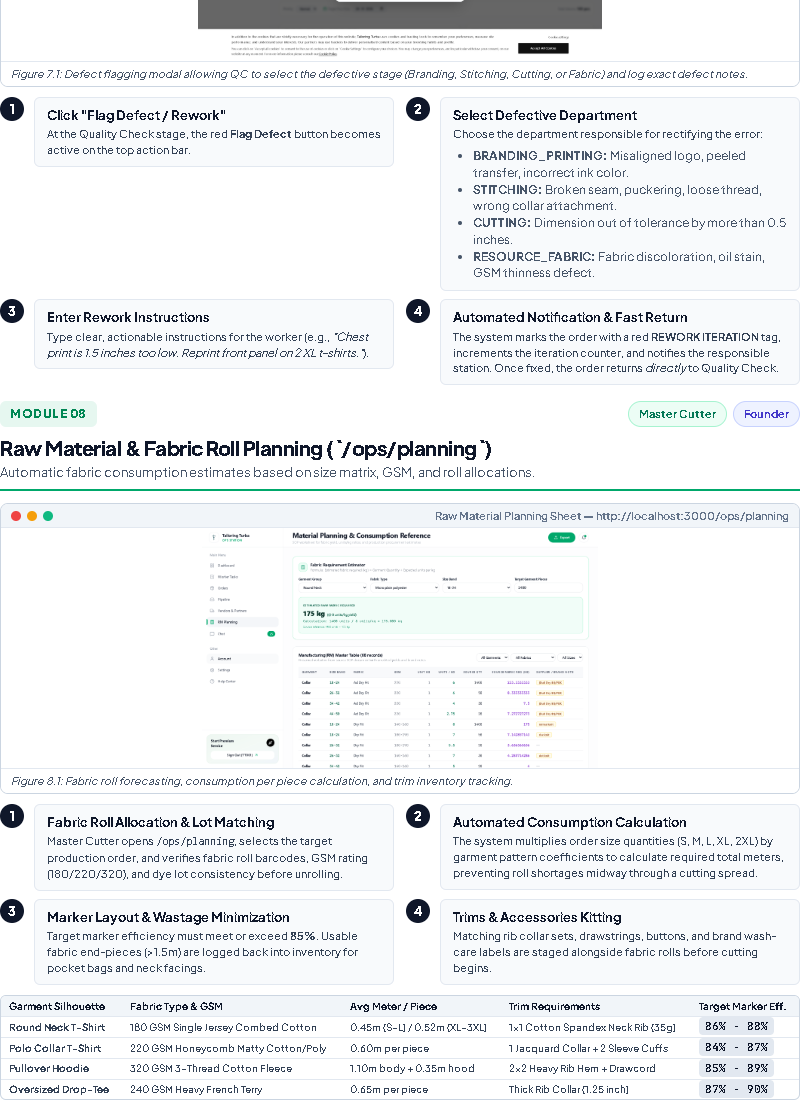 Figure 7.1: Defect flagging modal allowing QC to select the defective stage (Branding, Stitching, Cutting, or Fabric) and log exact defect notes.
1
Click "Flag Defect / Rework"
At the Quality Check stage, the red Flag Defect button becomes
active on the top action bar.
2
Select Defective Department
Choose the department responsible for rectifying the error:
• BRANDING_PRINTING: Misaligned logo, peeled
transfer, incorrect ink color.
• STITCHING: Broken seam, puckering, loose thread,
wrong collar attachment.
• CUTTING: Dimension out of tolerance by more than 0.5
inches.
• RESOURCE_FABRIC: Fabric discoloration, oil stain,
GSM thinness defect.
3
Enter Rework Instructions
Type clear, actionable instructions for the worker (e.g., "Chest
print is 1.5 inches too low. Reprint front panel on 2 XL t-shirts.").
4
Automated Notification & Fast Return
The system marks the order with a red REWORK ITERATION tag,
increments the iteration counter, and notifies the responsible
station. Once fixed, the order returns directly to Quality Check.
MODULE 08
Master Cutter
Founder
Raw Material & Fabric Roll Planning (`/ops/planning`)
Automatic fabric consumption estimates based on size matrix, GSM, and roll allocations.
Raw Material Planning Sheet — http://localhost:3000/ops/planning
Tailoring Turbo
Material Planning & Consumption Reference
Fabric Requirement Estimator
175 kg
Manufacturing (RM) Master Table (88 records)
Figure 8.1: Fabric roll forecasting, consumption per piece calculation, and trim inventory tracking.
1
Fabric Roll Allocation & Lot Matching
Master Cutter opens /ops/planning, selects the target
production order, and verifies fabric roll barcodes, GSM rating
(180/220/320), and dye lot consistency before unrolling.
2
Automated Consumption Calculation
The system multiplies order size quantities (S, M, L, XL, 2XL) by
garment pattern coefficients to calculate required total meters,
preventing roll shortages midway through a cutting spread.
3
Marker Layout & Wastage Minimization
Target marker efficiency must meet or exceed 85%. Usable
fabric end-pieces (>1.5m) are logged back into inventory for
pocket bags and neck facings.
4
Trims & Accessories Kitting
Matching rib collar sets, drawstrings, buttons, and brand wash-
care labels are staged alongside fabric rolls before cutting
begins.
Garment Silhouette Fabric Type & GSM Avg Meter / Piece Trim Requirements Target Marker Eff.
Round Neck T-Shirt 180 GSM Single Jersey Combed Cotton 0.45m (S-L) / 0.52m (XL-3XL) 1x1 Cotton Spandex Neck Rib (35g) 86% - 88%
Polo Collar T-Shirt 220 GSM Honeycomb Matty Cotton/Poly 0.60m per piece 1 Jacquard Collar + 2 Sleeve Cuffs 84% - 87%
Pullover Hoodie 320 GSM 3-Thread Cotton Fleece 1.10m body + 0.35m hood 2x2 Heavy Rib Hem + Drawcord 85% - 89%
Oversized Drop-Tee 240 GSM Heavy French Terry 0.65m per piece Thick Rib Collar (1.25 inch) 87% - 90%